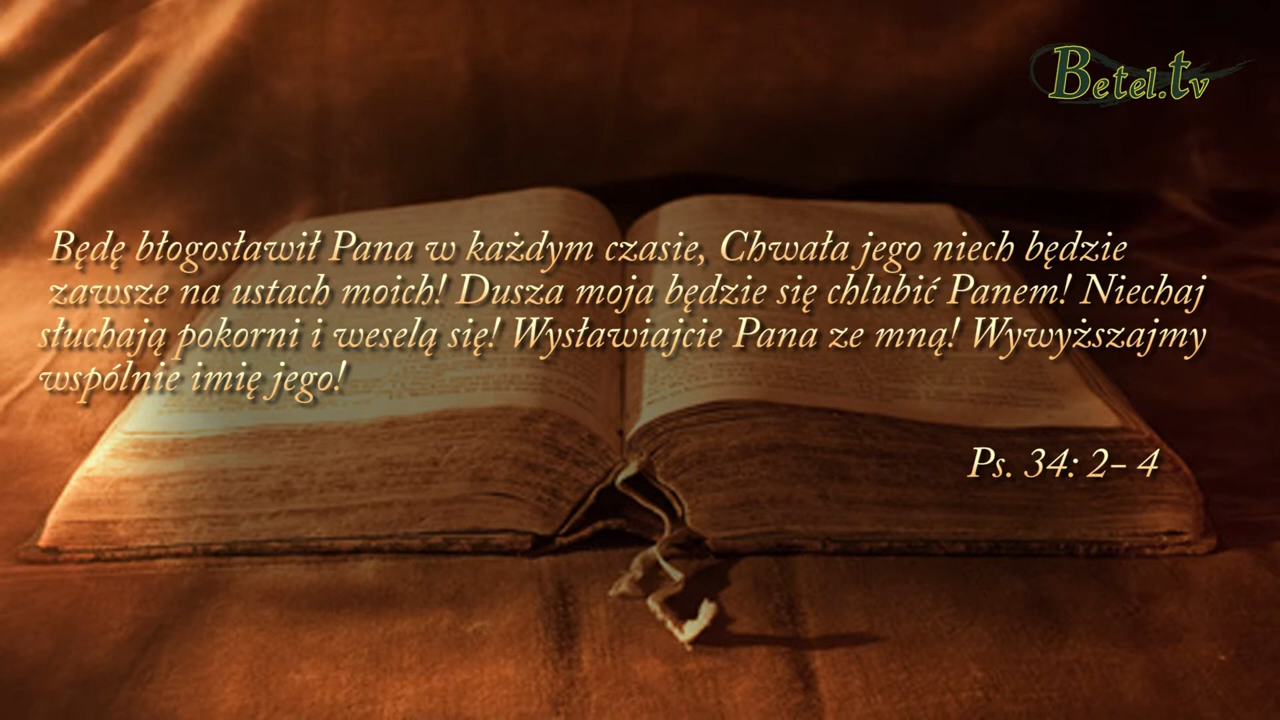 Betel.tv
Będę błogosławił Pana w każdym czasie, Chwała jego niech będzie
zawsze na ustach moich! Dusza moja będzie się chlubić Panem! Niechaj
słuchają pokorni i weselą się! Wysławiajcie Pana ze mną! Wywyższajmy
wspólnie imię jego!
Ps. 34: 2- 4